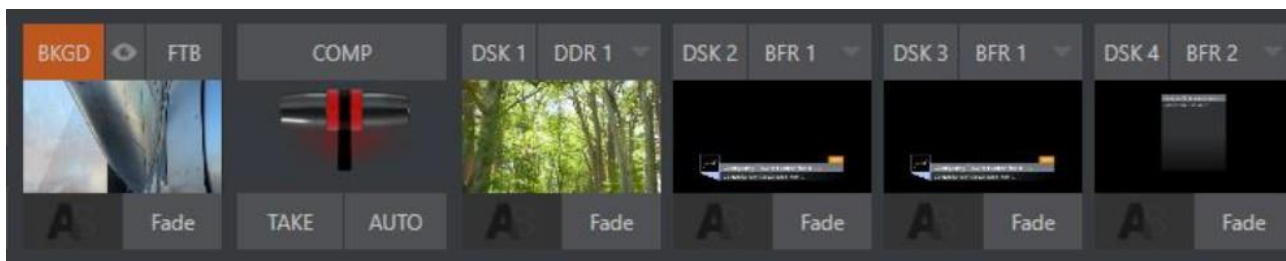 BKGD FTB COMP DSK 1 DDR 1 DSK 2 BFR 1 DSK 3 BFR 1 DSK 4 BFR 2
Fade TAKE AUTO Fade Fade Fade Fade